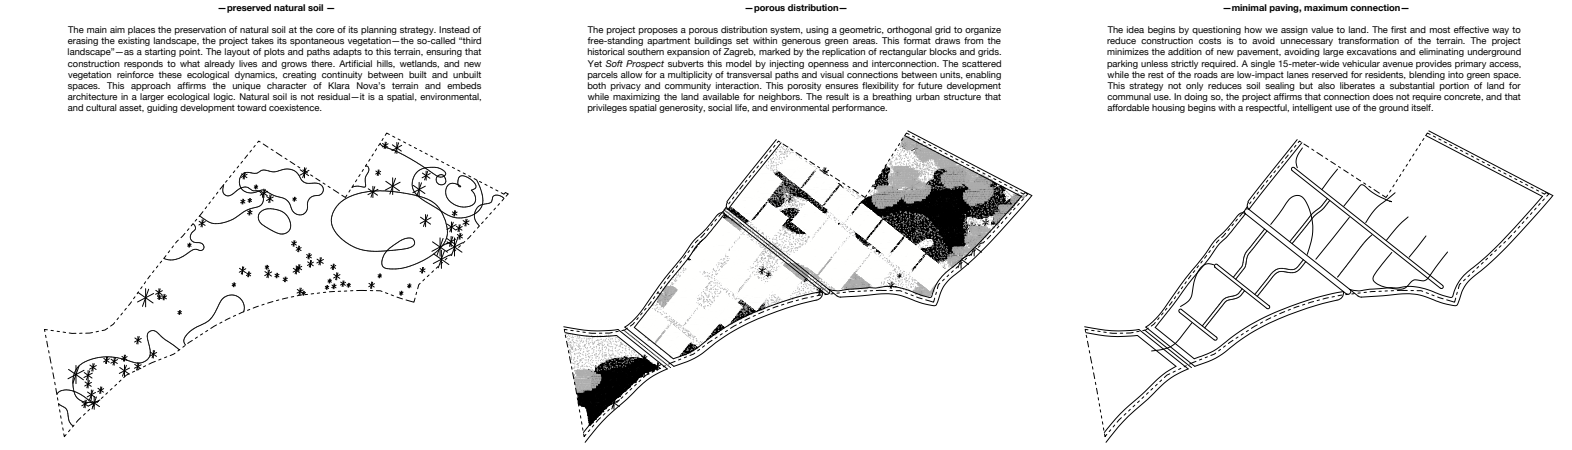 —preserved natural soil —
The main aim places the preservation of natural soil at the core of its planning strategy. Instead of
erasing the existing landscape, the project takes its spontaneous vegetation—the so-called “third
landscape”—as a starting point. The layout of plots and paths adapts to this terrain, ensuring that
construction responds to what already lives and grows there. Artificial hills, wetlands, and new
vegetation reinforce these ecological dynamics, creating continuity between built and unbuilt
spaces. This approach affirms the unique character of Klara Nova’s terrain and embeds
architecture in a larger ecological logic. Natural soil is not residual—it is a spatial, environmental,
and cultural asset, guiding development toward coexistence.
—porous distribution—
The project proposes a porous distribution system, using a geometric, orthogonal grid to organize
free-standing apartment buildings set within generous green areas. This format draws from the
historical southern expansion of Zagreb, marked by the replication of rectangular blocks and grids.
Yet Soft Prospect subverts this model by injecting openness and interconnection. The scattered
parcels allow for a multiplicity of transversal paths and visual connections between units, enabling
both privacy and community interaction. This porosity ensures flexibility for future development
while maximizing the land available for neighbors. The result is a breathing urban structure that
privileges spatial generosity, social life, and environmental performance.
—minimal paving, maximum connection—
The idea begins by questioning how we assign value to land. The first and most effective way to
reduce construction costs is to avoid unnecessary transformation of the terrain. The project
minimizes the addition of new pavement, avoiding large excavations and eliminating underground
parking unless strictly required. A single 15-meter-wide vehicular avenue provides primary access,
while the rest of the roads are low-impact lanes reserved for residents, blending into green space.
This strategy not only reduces soil sealing but also liberates a substantial portion of land for
communal use. In doing so, the project affirms that connection does not require concrete, and that
affordable housing begins with a respectful, intelligent use of the ground itself.